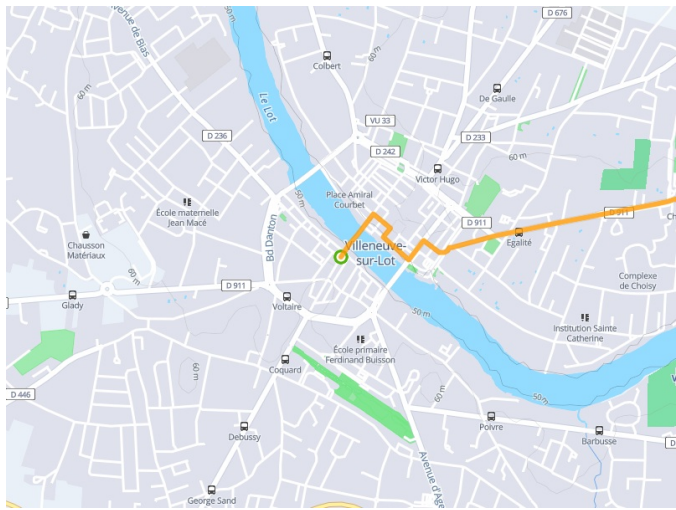 D 676
Avenue de Bias
60 m
50 m
Colbert
60 m
De Gaulle
Le Lot
VU 33
D 236
D 233
D 242
60 m
Victor Hugo
50 m
Place Amiral
Courbet
École maternelle
Jean Macé
D 911
D 911
Égalité
Bd Danton
Villeneuve-
sur-Lot
Chausson
Matériaux
60 m
Complexe
de Choisy
D 911
Glady
Voltaire
50 m
Institution Sainte
Catherine
École primaire
Ferdinand Buisson
60 m
Coquard
D 446
60 m
50 m
Poivre
Debussy
Barbusse
Avenue d'Age
George Sand